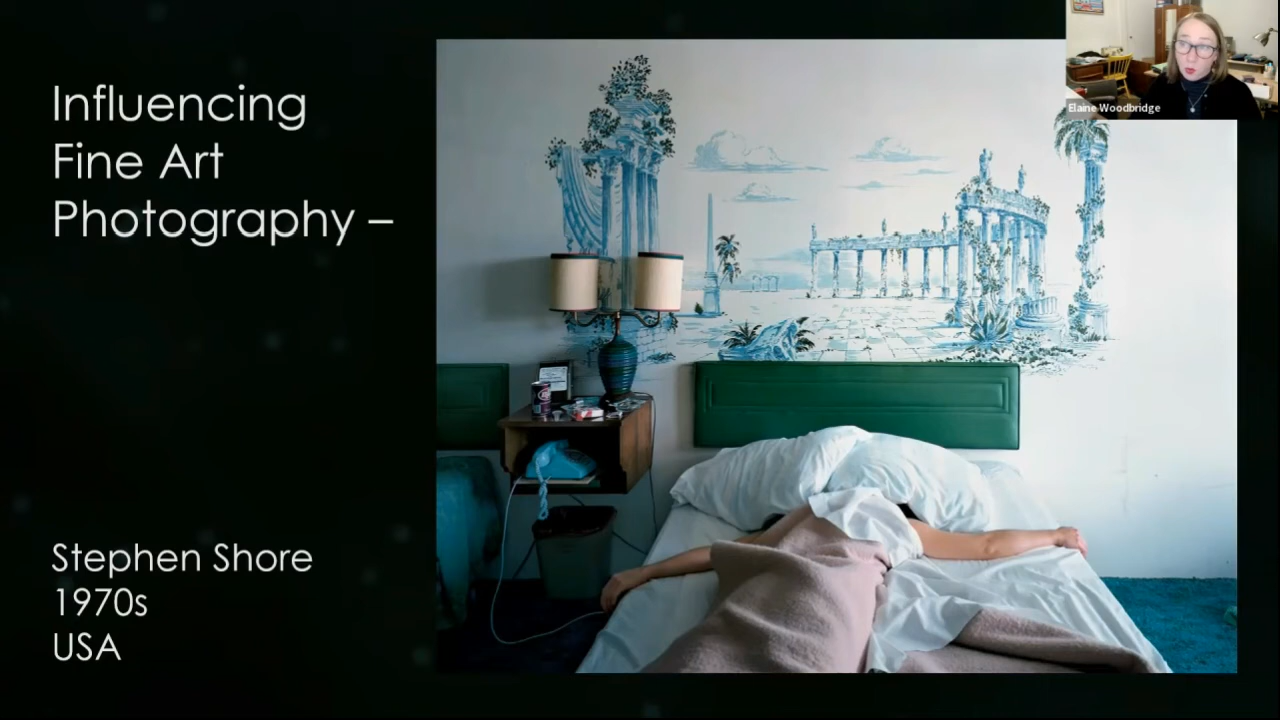 Influencing
Fine Art
Photography –
Stephen Shore
1970s
USA
Elaine Woodbridge